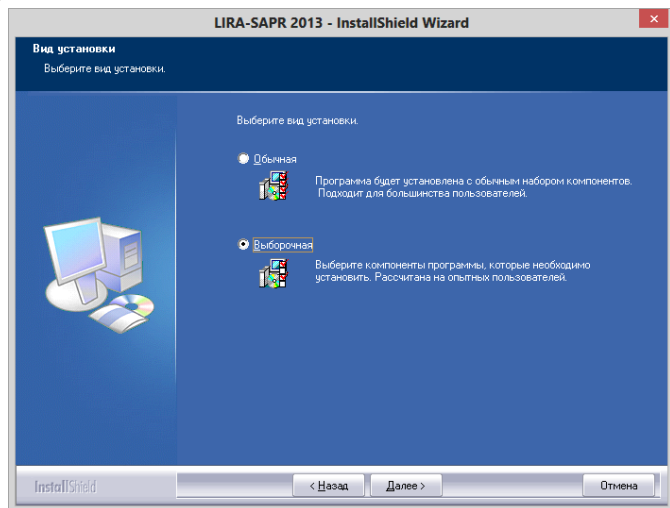 LIRA-SAPR 2013 - InstallShield Wizard
Вид установки
Выберите вид установки.
Выберите вид установки.
Обычная
Программа будет установлена с обычным набором компонентов.
Подходит для большинства пользователей.
Выборочная
Выберите компоненты программы, которые необходимо
установить. Рассчитана на опытных пользователей.
InstallShield
< Назад
Далее >
Отмена